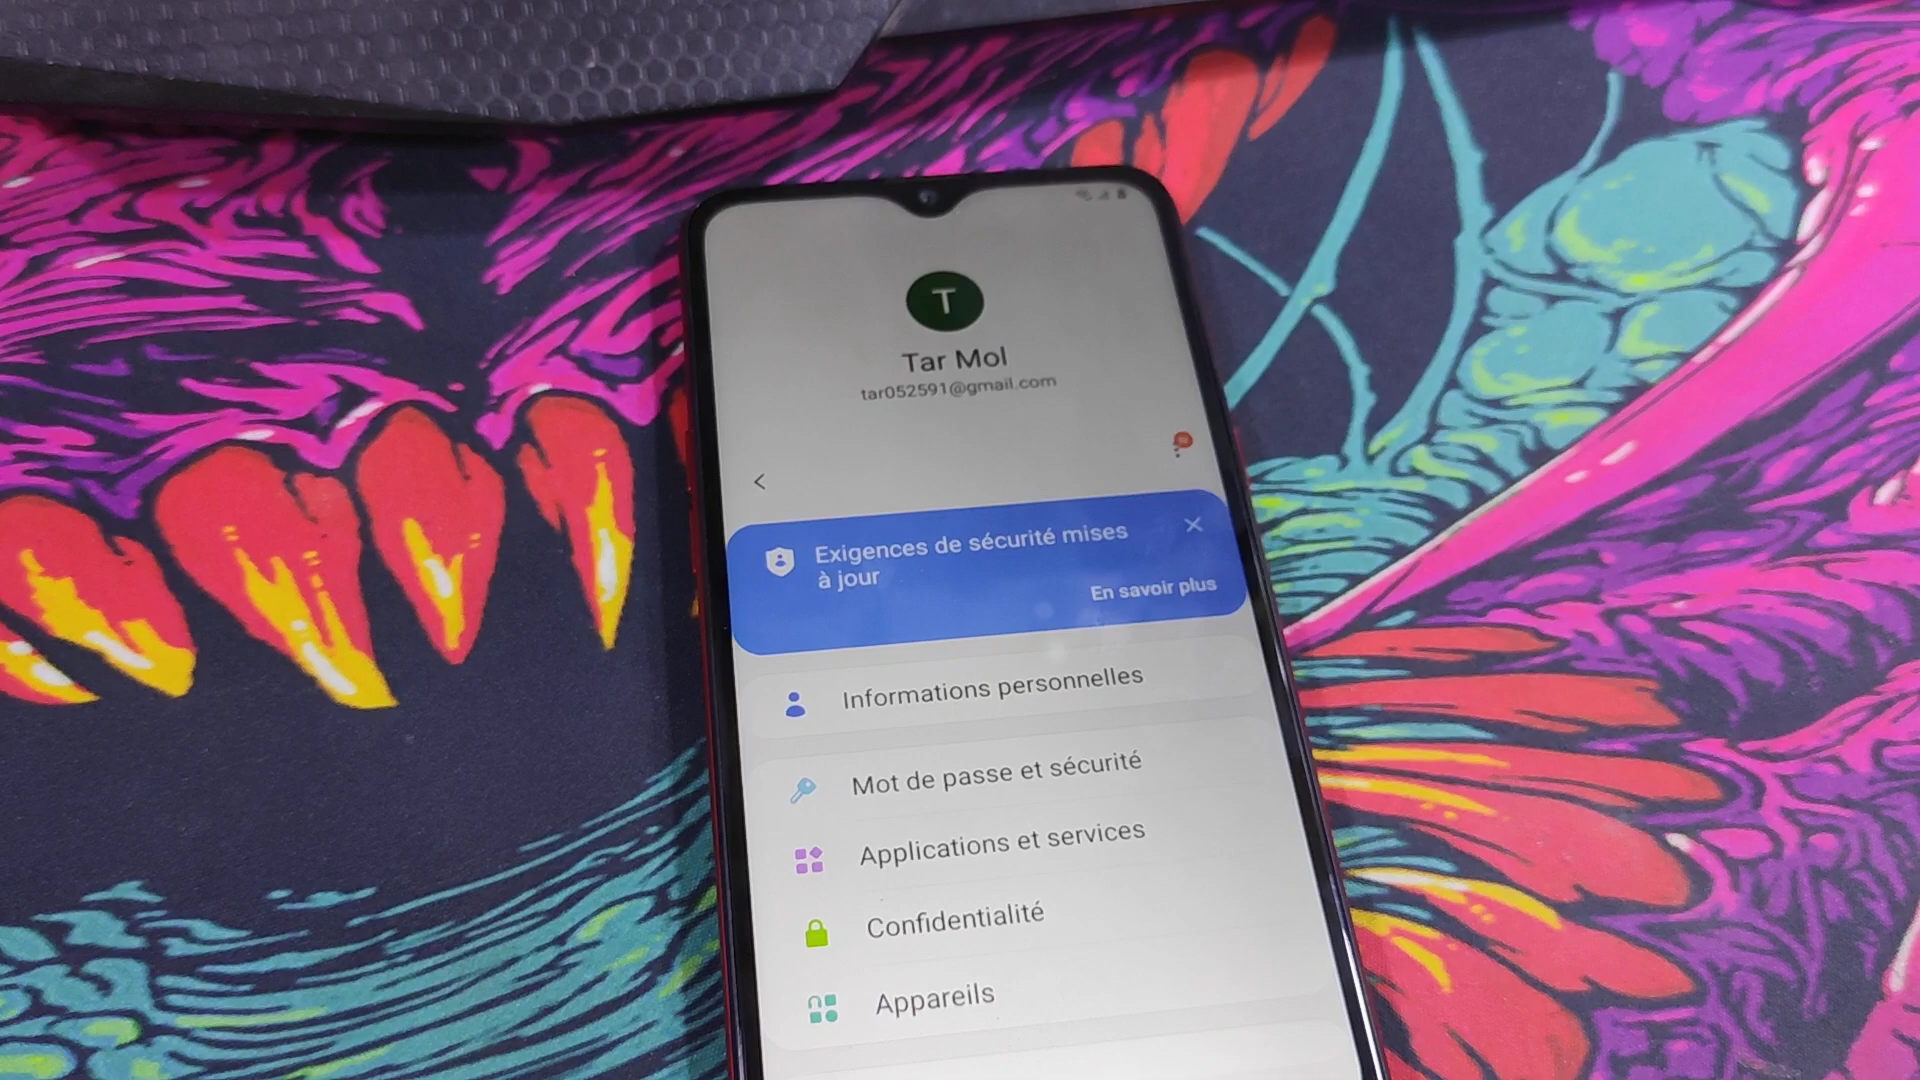 T
Tar Mol
tar052591@gmail.com
Exigences de sécurité mises
à jour
En savoir plus
Informations personnelles
Mot de passe et sécurité
Applications et services
Confidentialité
Appareils